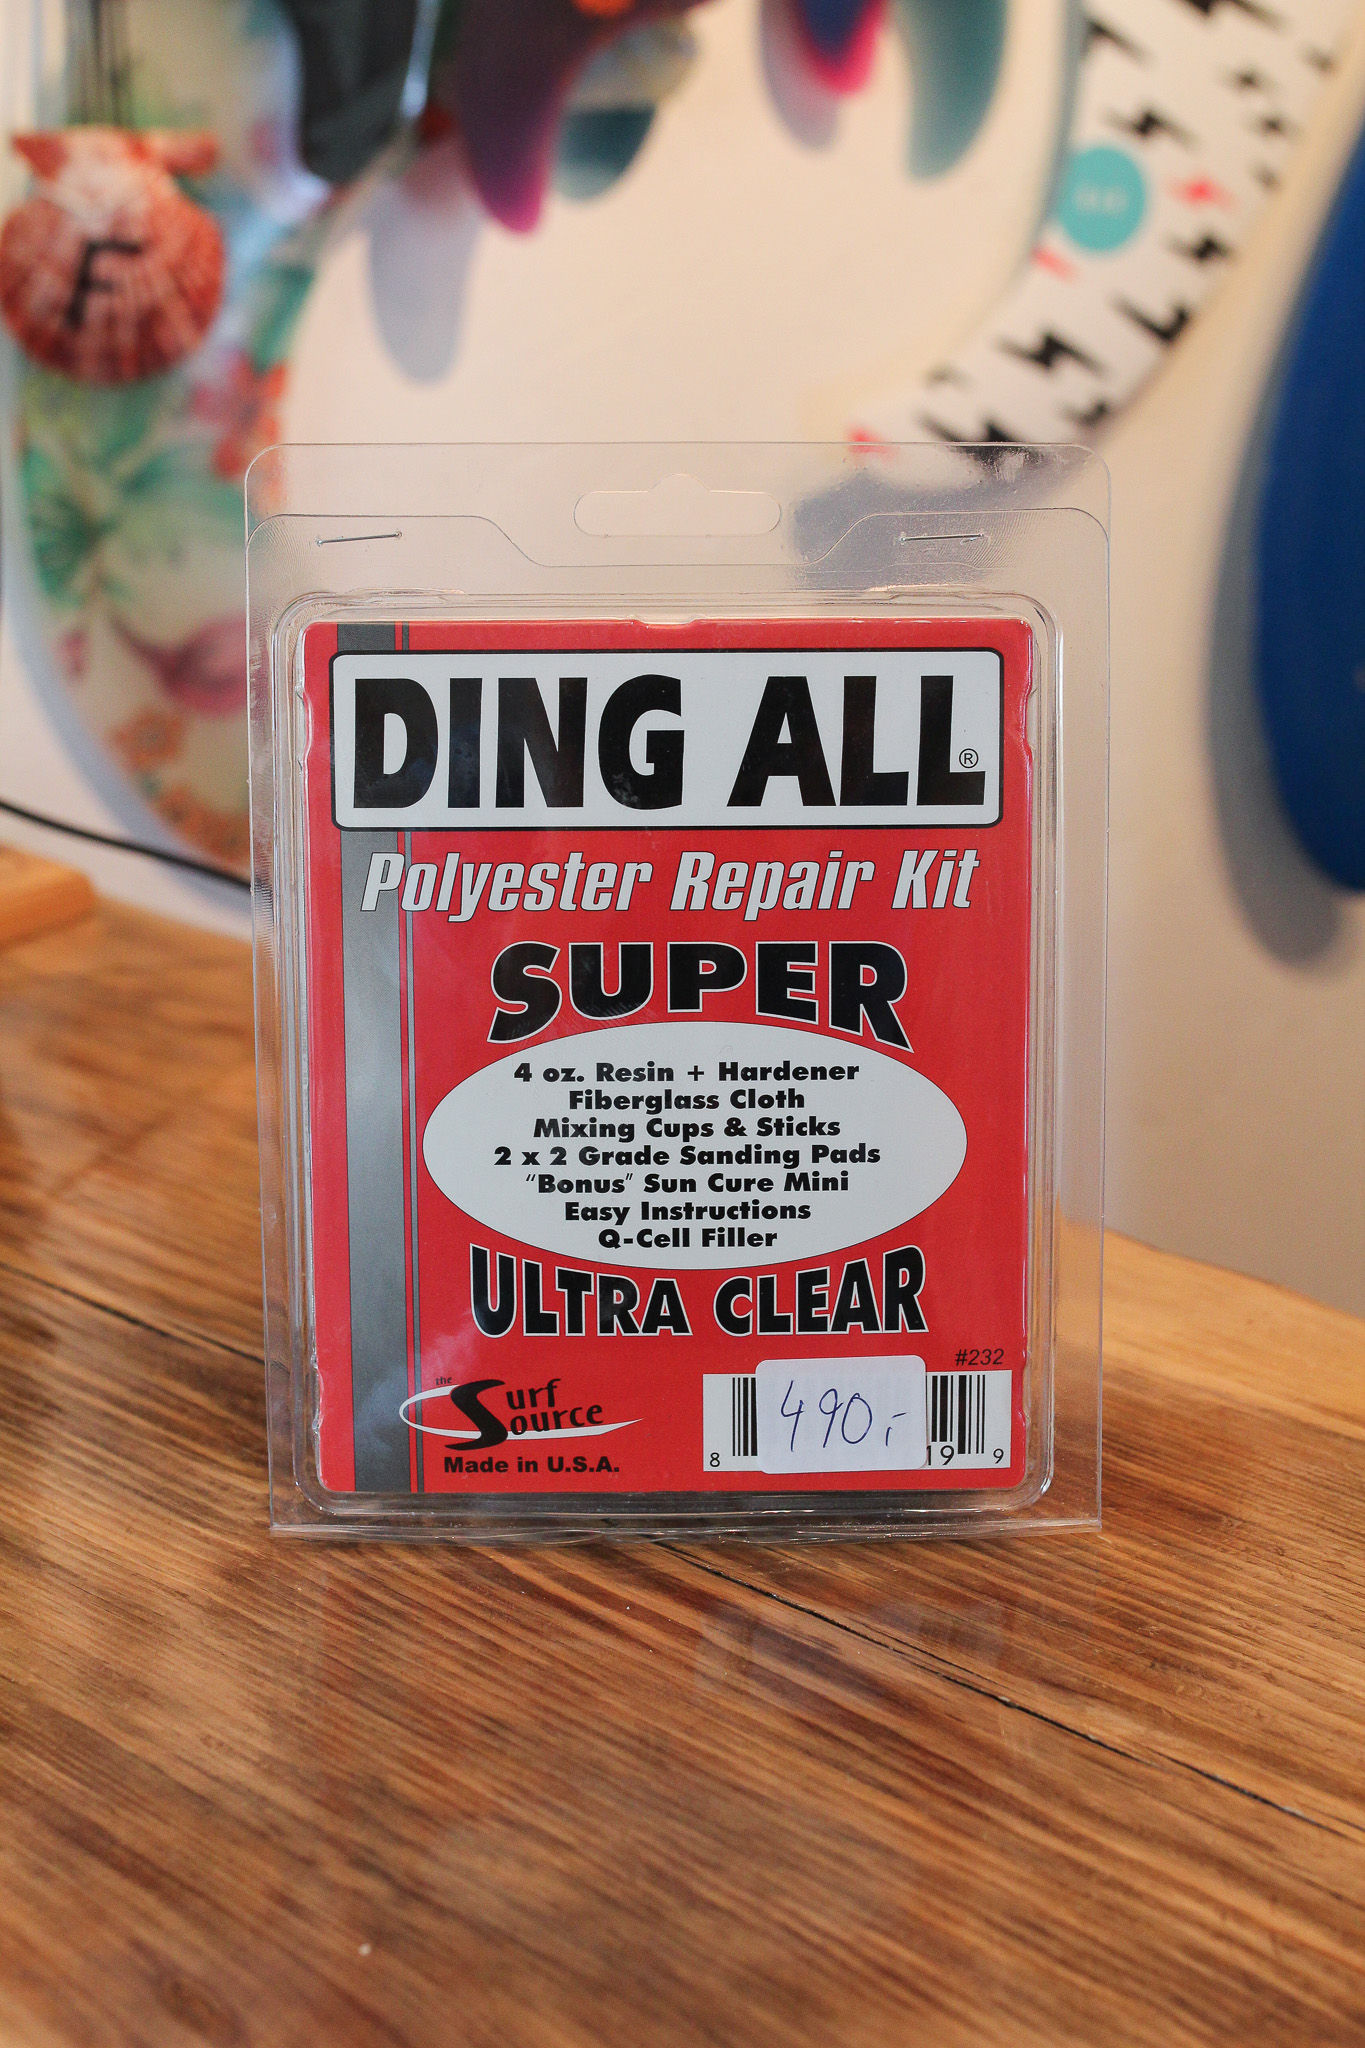 F
DING ALL®
Polyester Repair Kit
SUPER
4 oz. Resin + Hardener
Fiberglass Cloth
Mixing Cups & Sticks
2 x 2 Grade Sanding Pads
"Bonus" Sun Cure Mini
Easy Instructions
Q-Cell Filler
ULTRA CLEAR
#232
the
Surf
Source
Made in U.S.A.
490,-
8 19 9